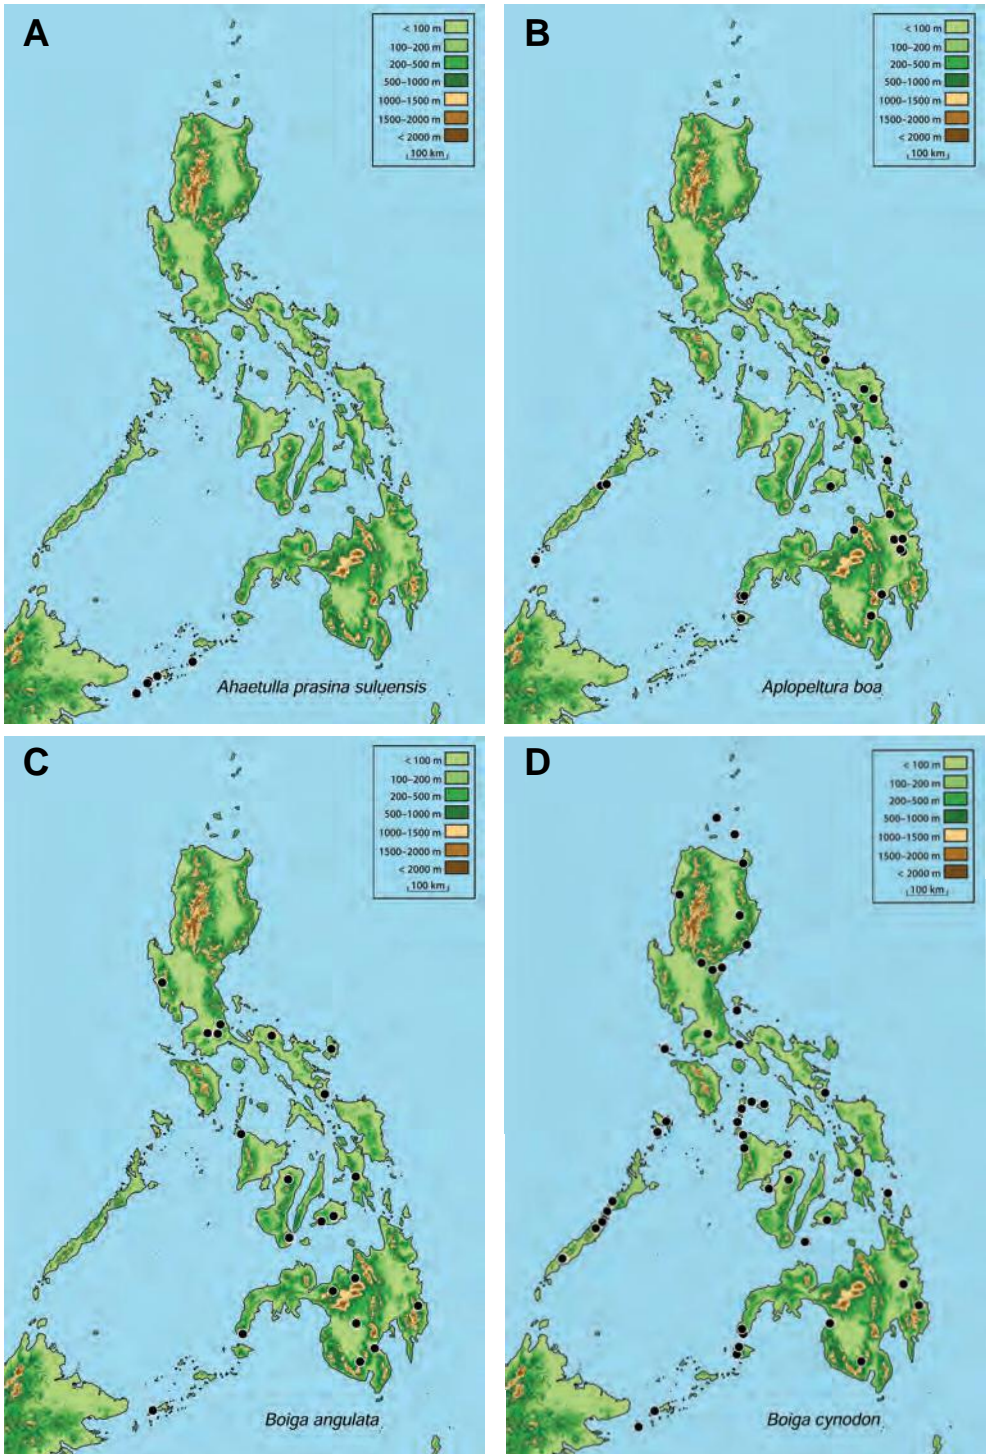 A
< 100 m
100–200 m
200–500 m
500–1000 m
1000–1500 m
1500–2000 m
< 2000 m
100 km
Ahaetulla prasina suluensis
B
< 100 m
100–200 m
200–500 m
500–1000 m
1000–1500 m
1500–2000 m
< 2000 m
100 km
Aplopeltura boa
C
< 100 m
100–200 m
200–500 m
500–1000 m
1000–1500 m
1500–2000 m
< 2000 m
100 km
Boiga angulata
D
< 100 m
100–200 m
200–500 m
500–1000 m
1000–1500 m
1500–2000 m
< 2000 m
100 km
Boiga cynodon